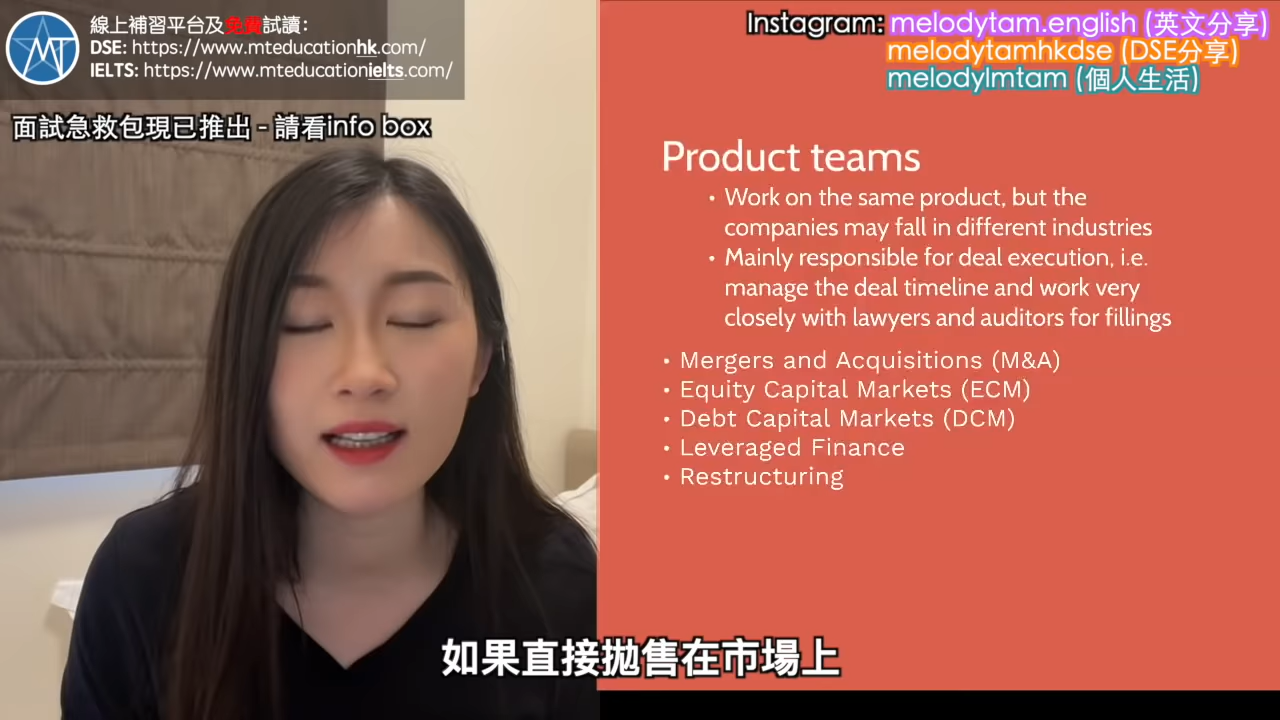 MT
線上補習平台及免費試讀：
DSE: https://www.mteducationhk.com/
IELTS: https://www.mteducationielts.com/
面試急救包現已推出 - 請看info box
Instagram: melodytam.english (英文分享)
melodytamhkdse (DSE分享)
melodylmtam (個人生活)
Product teams
• Work on the same product, but the
companies may fall in different industries
• Mainly responsible for deal execution, i.e.
manage the deal timeline and work very
closely with lawyers and auditors for fillings
• Mergers and Acquisitions (M&A)
• Equity Capital Markets (ECM)
• Debt Capital Markets (DCM)
• Leveraged Finance
• Restructuring
如果直接拋售在市場上